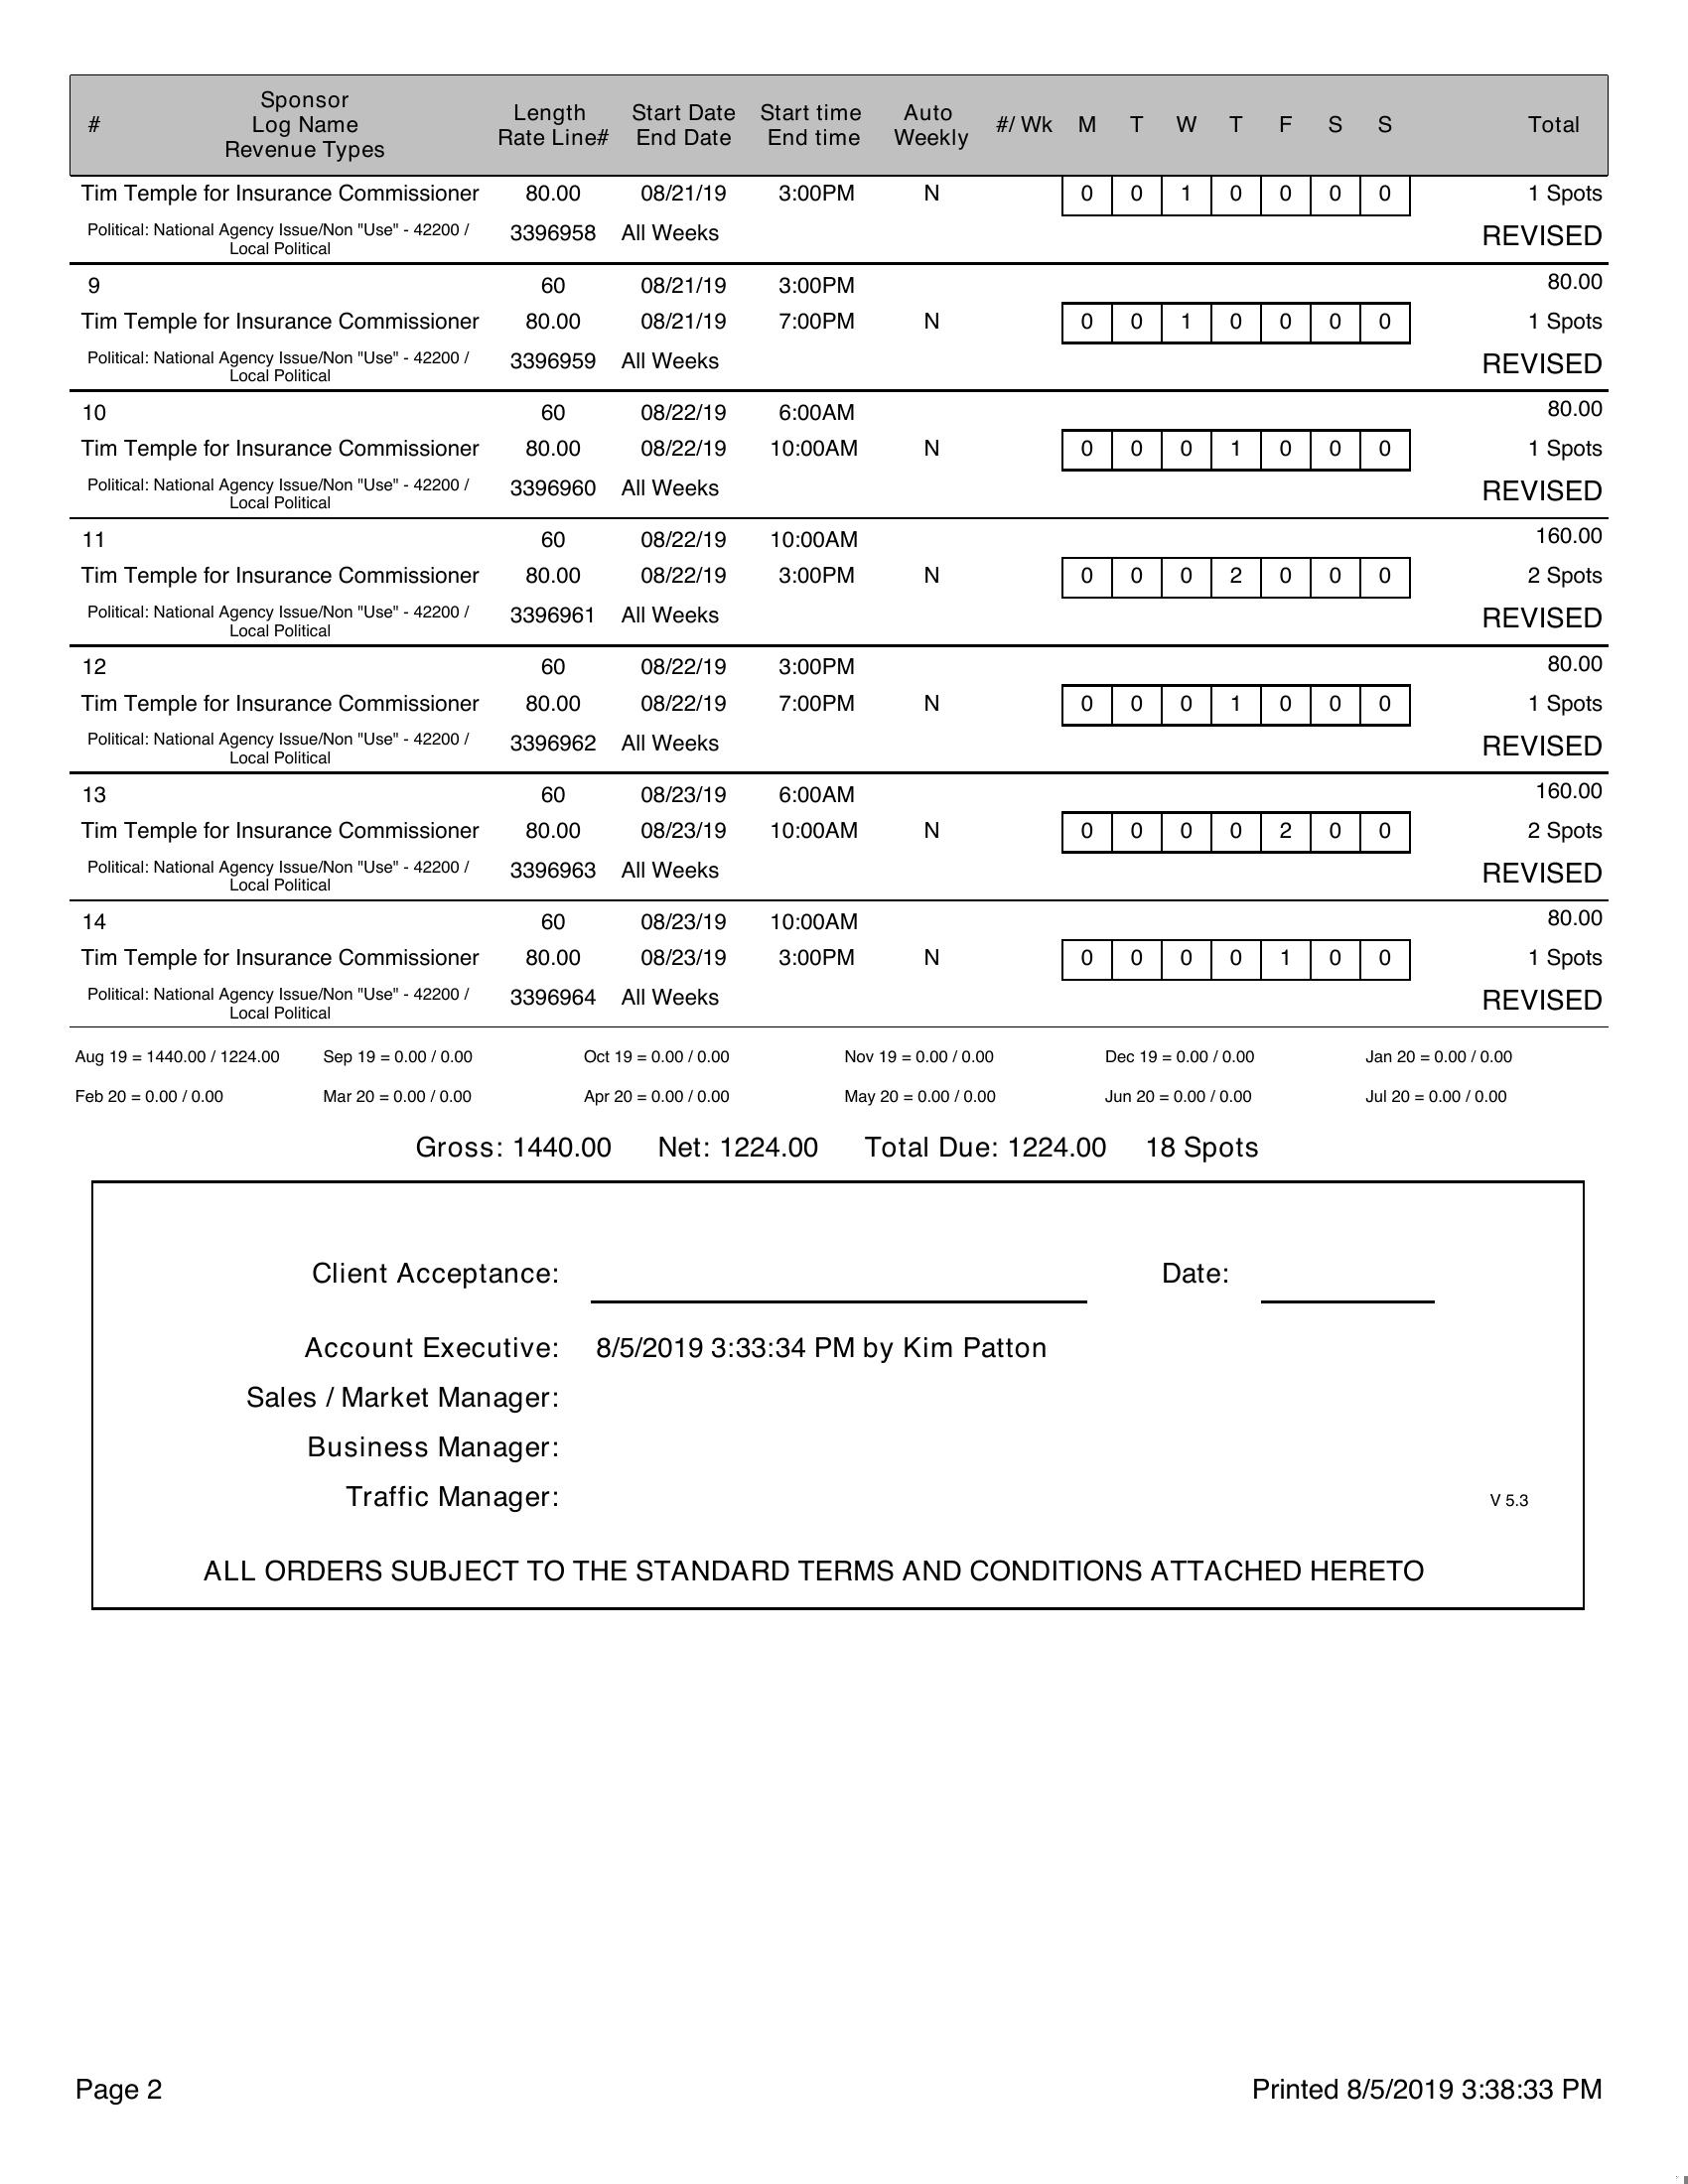 # Sponsor Log Name Revenue Types Length Rate Line# Start Date End Date Start time End time Auto Weekly #/ Wk M T W T F S S Total
Tim Temple for Insurance Commissioner 80.00 08/21/19 3:00PM N 0 0 1 0 0 0 0 1 Spots
Political: National Agency Issue/Non "Use" - 42200 / 3396958 All Weeks REVISED
Local Political
9 60 08/21/19 3:00PM 80.00
Tim Temple for Insurance Commissioner 80.00 08/21/19 7:00PM N 0 0 1 0 0 0 0 1 Spots
Political: National Agency Issue/Non "Use" - 42200 / 3396959 All Weeks REVISED
Local Political
10 60 08/22/19 6:00AM 80.00
Tim Temple for Insurance Commissioner 80.00 08/22/19 10:00AM N 0 0 0 1 0 0 0 1 Spots
Political: National Agency Issue/Non "Use" - 42200 / 3396960 All Weeks REVISED
Local Political
11 60 08/22/19 10:00AM 160.00
Tim Temple for Insurance Commissioner 80.00 08/22/19 3:00PM N 0 0 0 2 0 0 0 2 Spots
Political: National Agency Issue/Non "Use" - 42200 / 3396961 All Weeks REVISED
Local Political
12 60 08/22/19 3:00PM 80.00
Tim Temple for Insurance Commissioner 80.00 08/22/19 7:00PM N 0 0 0 1 0 0 0 1 Spots
Political: National Agency Issue/Non "Use" - 42200 / 3396962 All Weeks REVISED
Local Political
13 60 08/23/19 6:00AM 160.00
Tim Temple for Insurance Commissioner 80.00 08/23/19 10:00AM N 0 0 0 0 2 0 0 2 Spots
Political: National Agency Issue/Non "Use" - 42200 / 3396963 All Weeks REVISED
Local Political
14 60 08/23/19 10:00AM 80.00
Tim Temple for Insurance Commissioner 80.00 08/23/19 3:00PM N 0 0 0 0 1 0 0 1 Spots
Political: National Agency Issue/Non "Use" - 42200 / 3396964 All Weeks REVISED
Local Political
Aug 19 = 1440.00 / 1224.00 Sep 19 = 0.00 / 0.00 Oct 19 = 0.00 / 0.00 Nov 19 = 0.00 / 0.00 Dec 19 = 0.00 / 0.00 Jan 20 = 0.00 / 0.00
Feb 20 = 0.00 / 0.00 Mar 20 = 0.00 / 0.00 Apr 20 = 0.00 / 0.00 May 20 = 0.00 / 0.00 Jun 20 = 0.00 / 0.00 Jul 20 = 0.00 / 0.00
Gross: 1440.00 Net: 1224.00 Total Due: 1224.00 18 Spots
Client Acceptance: Date:
Account Executive: 8/5/2019 3:33:34 PM by Kim Patton
Sales / Market Manager:
Business Manager:
Traffic Manager: V 5.3
ALL ORDERS SUBJECT TO THE STANDARD TERMS AND CONDITIONS ATTACHED HERETO
Page 2 Printed 8/5/2019 3:38:33 PM